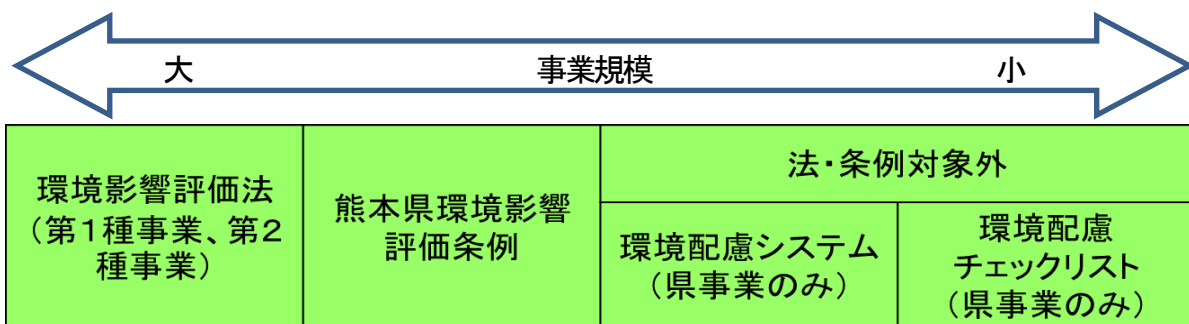 大 事業規模 小
環境影響評価法
（第１種事業、第２
種事業）
熊本県環境影響
評価条例
法・条例対象外
環境配慮システム
（県事業のみ）
環境配慮
チェックリスト
（県事業のみ）